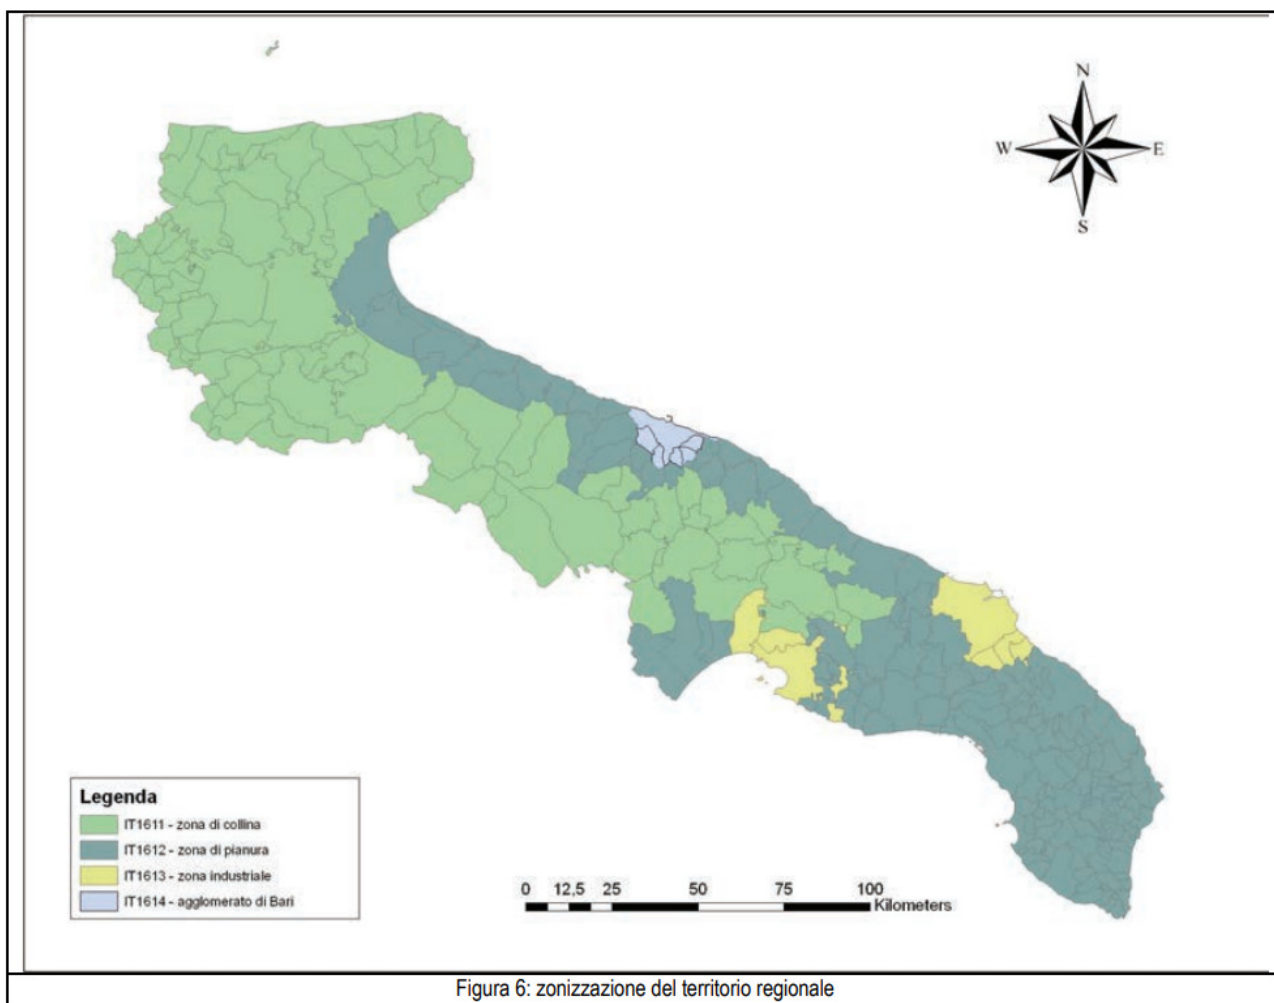 N
W
E
S
Legenda
IT1611 - zona di collina
IT1612 - zona di pianura
IT1613 - zona industriale
IT1614 - agglomerato di Bari
0 12,5 25 50 75 100
Kilometers
Figura 6: zonizzazione del territorio regionale